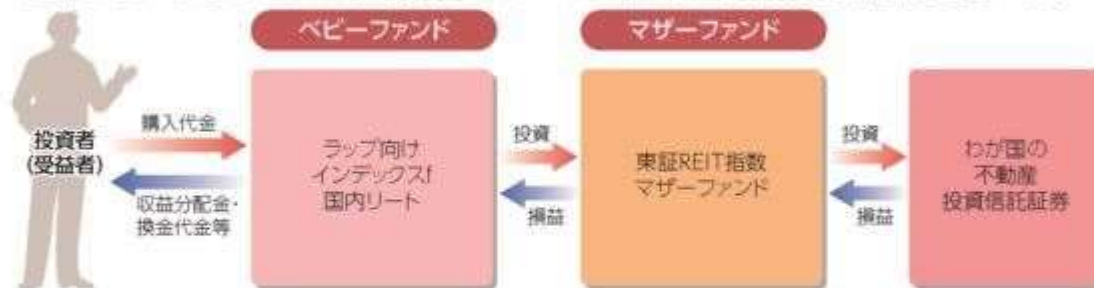 ベビーファンド
マザーファンド
投資者
(受益者)
購入代金
収益分配金・
換金代金等
ラップ向け
インデックスf
国内リート
投資
損益
東証REIT指数
マザーファンド
投資
損益
わが国の
不動産
投資信託証券